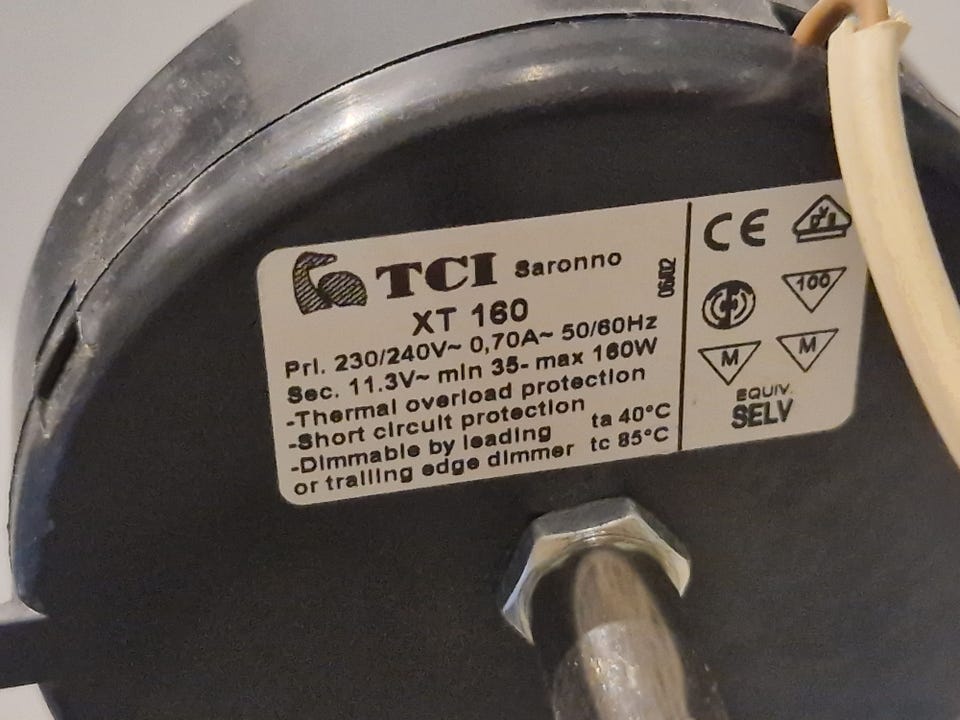 TCI Saronno
06/02
XT 160
Pri. 230/240V~ 0,70A~ 50/60Hz
Sec. 11.3V~ min 35- max 160W
-Thermal overload protection
-Short circuit protection
-Dimmable by leading
or trailing edge dimmer
ta 40°C
tc 85°C
CE
100
M M
EQUIV.
SELV